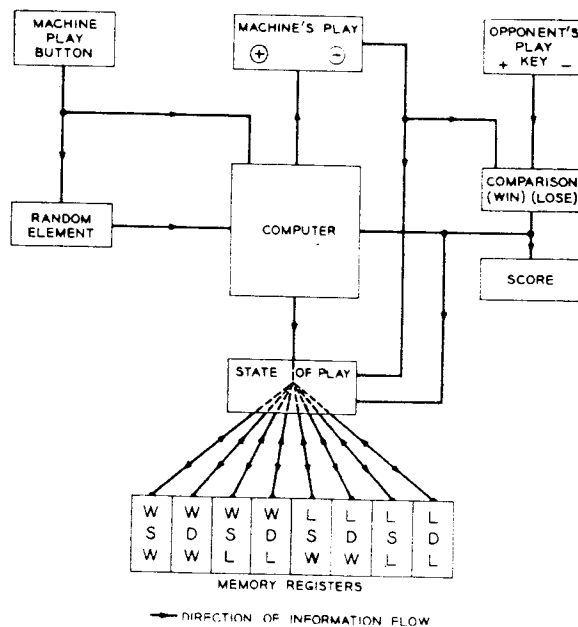 MACHINE PLAY BUTTON
MACHINE'S PLAY
+ −
OPPONENT'S PLAY KEY
+ −
RANDOM ELEMENT
COMPUTER
COMPARISON
(WIN) (LOSE)
SCORE
STATE OF PLAY
W W W W L L L L
S D S D S D S D
W W L L W W L L
MEMORY REGISTERS
DIRECTION OF INFORMATION FLOW